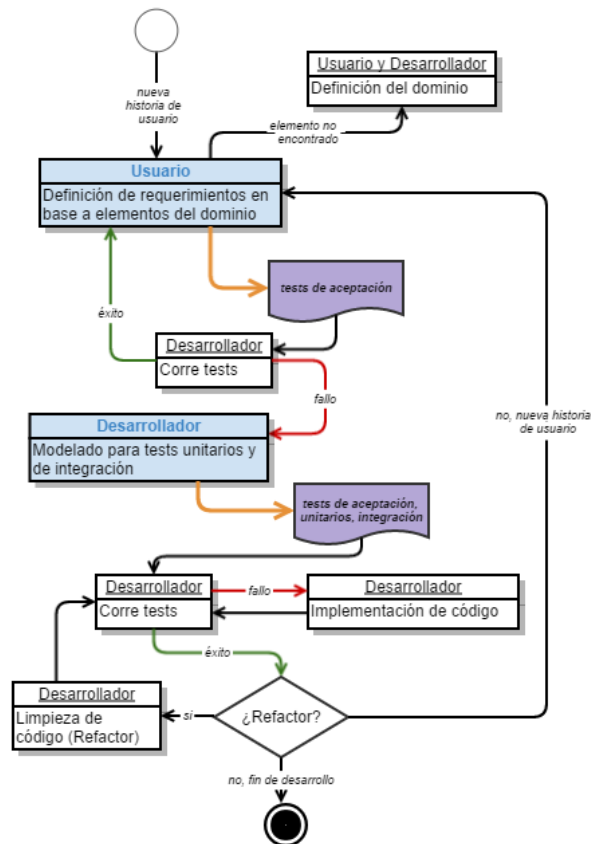 nueva
historia de
usuario
Usuario y Desarrollador
Definición del dominio
elemento no
encontrado
Usuario
Definición de requerimientos en
base a elementos del dominio
tests de aceptación
éxito
Desarrollador
Corre tests
fallo
no, nueva historia
de usuario
Desarrollador
Modelado para tests unitarios y
de integración
tests de aceptación,
unitarios, integración
Desarrollador
Corre tests
fallo
Desarrollador
Implementación de código
éxito
Desarrollador
Limpieza de
código (Refactor)
si
¿Refactor?
no, fin de desarrollo